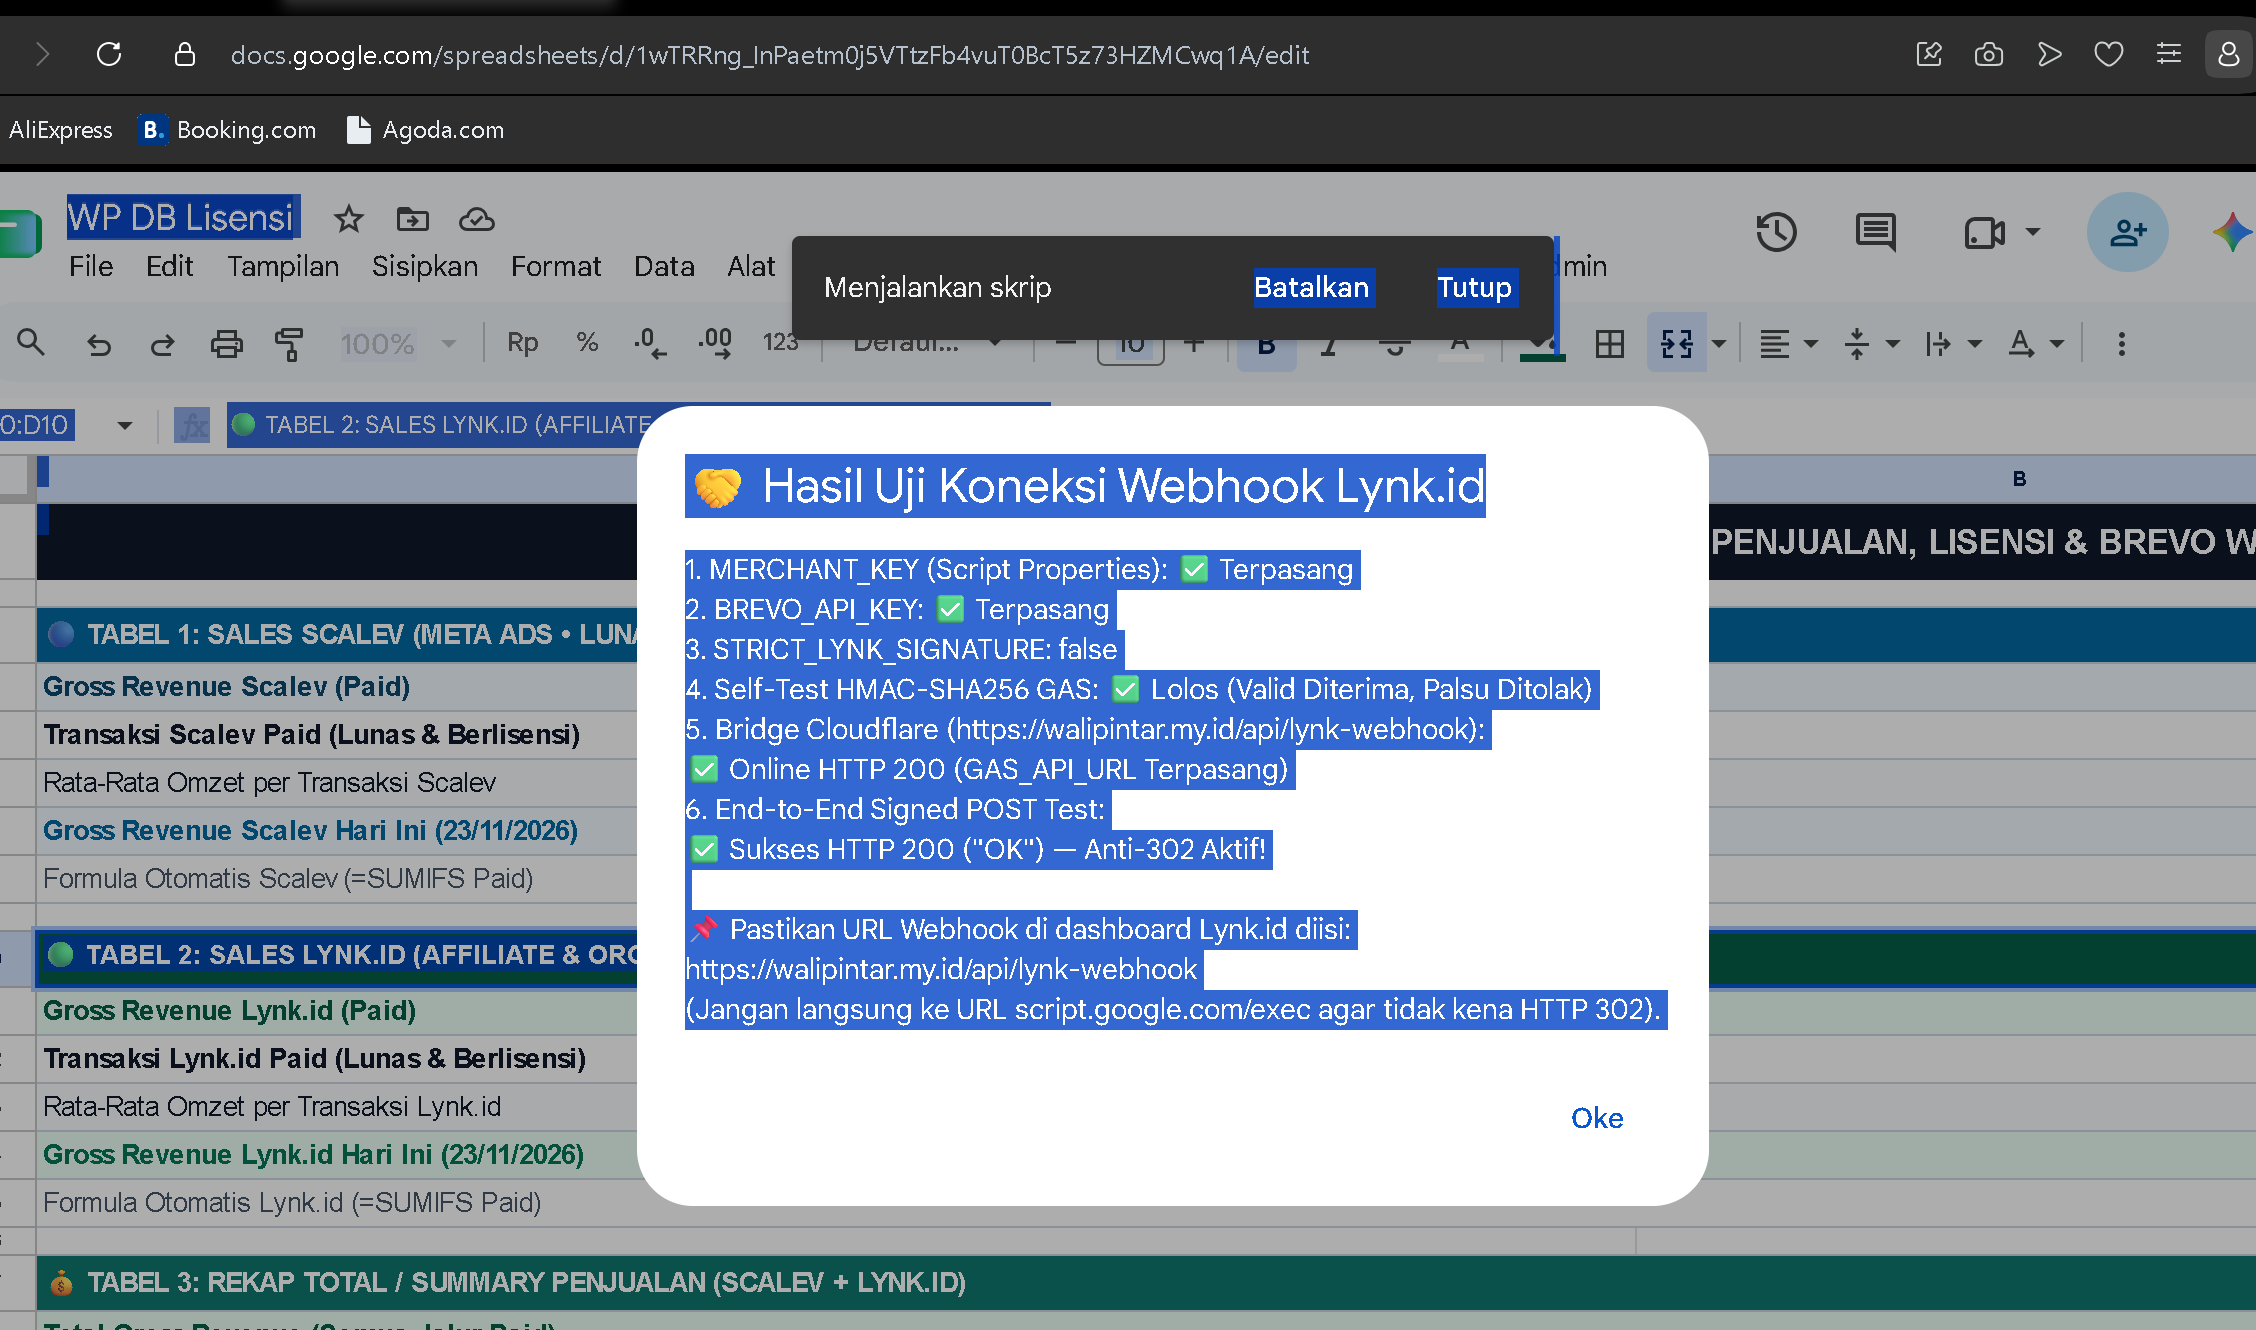 docs.google.com/spreadsheets/d/1wTRRng_lnPaetm0j5VTtzFb4vuT0BcT5z73HZMCwq1A/edit
AliExpress B. Booking.com Agoda.com
WP DB Lisensi
File Edit Tampilan Sisipkan Format Data Alat
Menjalankan skrip Batalkan Tutup
100% Rp % .0 .00 123 Defaul... 10 B I A
0:D10 fx 🟢 TABEL 2: SALES LYNK.ID (AFFILIATE
B
🤝 Hasil Uji Koneksi Webhook Lynk.id
1. MERCHANT_KEY (Script Properties): ✅ Terpasang
2. BREVO_API_KEY: ✅ Terpasang
3. STRICT_LYNK_SIGNATURE: false
4. Self-Test HMAC-SHA256 GAS: ✅ Lolos (Valid Diterima, Palsu Ditolak)
5. Bridge Cloudflare (https://walipintar.my.id/api/lynk-webhook):
✅ Online HTTP 200 (GAS_API_URL Terpasang)
6. End-to-End Signed POST Test:
✅ Sukses HTTP 200 ("OK") — Anti-302 Aktif!
📌 Pastikan URL Webhook di dashboard Lynk.id diisi:
https://walipintar.my.id/api/lynk-webhook
(Jangan langsung ke URL script.google.com/exec agar tidak kena HTTP 302).
Oke
PENJUALAN, LISENSI & BREVO W
🔵 TABEL 1: SALES SCALEV (META ADS • LUNA
Gross Revenue Scalev (Paid)
Transaksi Scalev Paid (Lunas & Berlisensi)
Rata-Rata Omzet per Transaksi Scalev
Gross Revenue Scalev Hari Ini (23/11/2026)
Formula Otomatis Scalev (=SUMIFS Paid)
🟢 TABEL 2: SALES LYNK.ID (AFFILIATE & ORG
Gross Revenue Lynk.id (Paid)
Transaksi Lynk.id Paid (Lunas & Berlisensi)
Rata-Rata Omzet per Transaksi Lynk.id
Gross Revenue Lynk.id Hari Ini (23/11/2026)
Formula Otomatis Lynk.id (=SUMIFS Paid)
💰 TABEL 3: REKAP TOTAL / SUMMARY PENJUALAN (SCALEV + LYNK.ID)